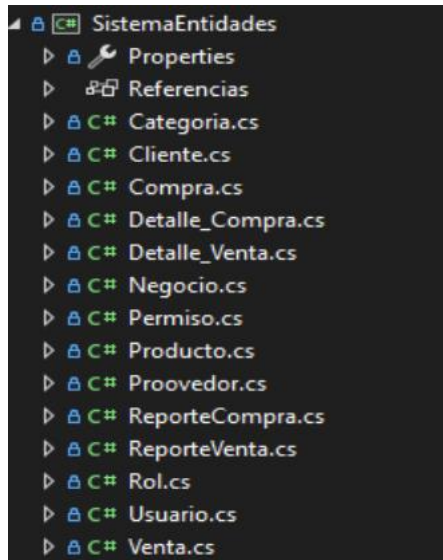 C# SistemaEntidades
Properties
Referencias
C# Categoria.cs
C# Cliente.cs
C# Compra.cs
C# Detalle_Compra.cs
C# Detalle_Venta.cs
C# Negocio.cs
C# Permiso.cs
C# Producto.cs
C# Proovedor.cs
C# ReporteCompra.cs
C# ReporteVenta.cs
C# Rol.cs
C# Usuario.cs
C# Venta.cs